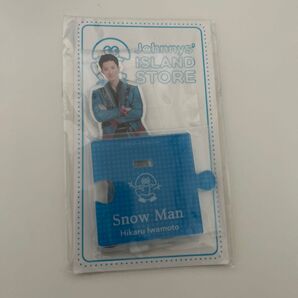 Johnnys'
ISLAND
STORE
Snow Man
Hikaru Iwamoto